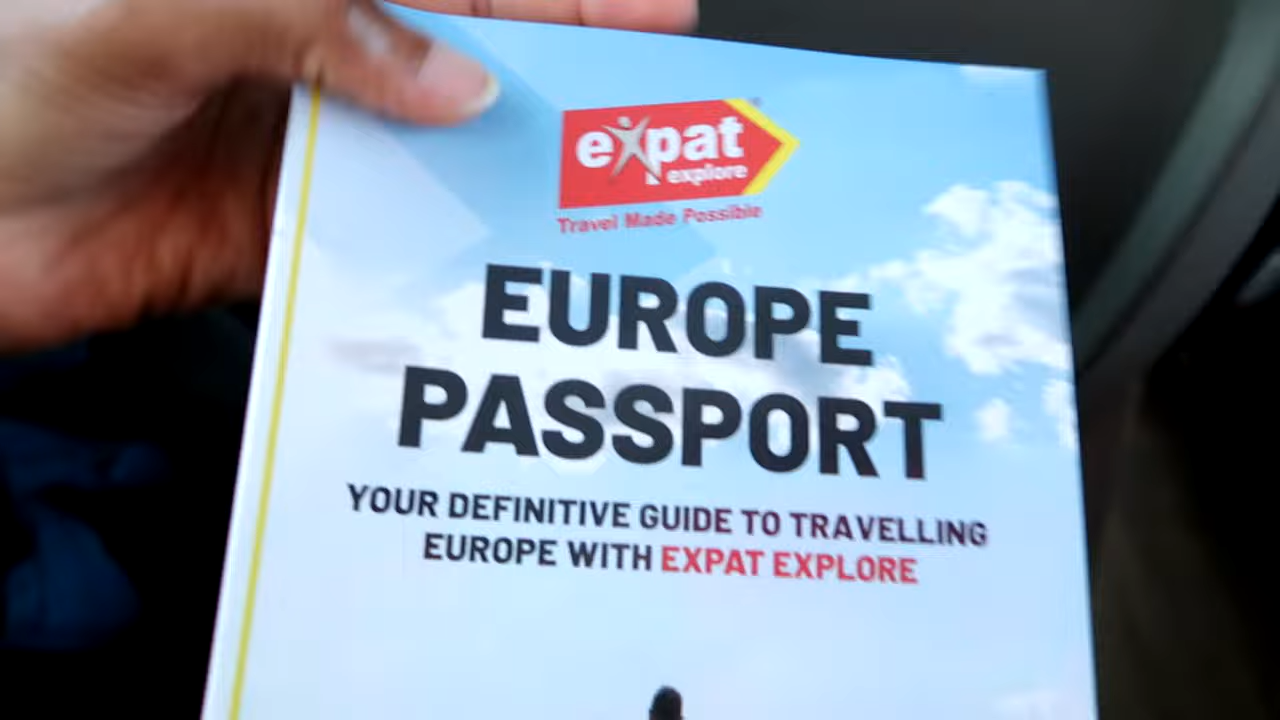 expat
explore
Travel Made Possible
EUROPE
PASSPORT
YOUR DEFINITIVE GUIDE TO TRAVELLING
EUROPE WITH EXPAT EXPLORE